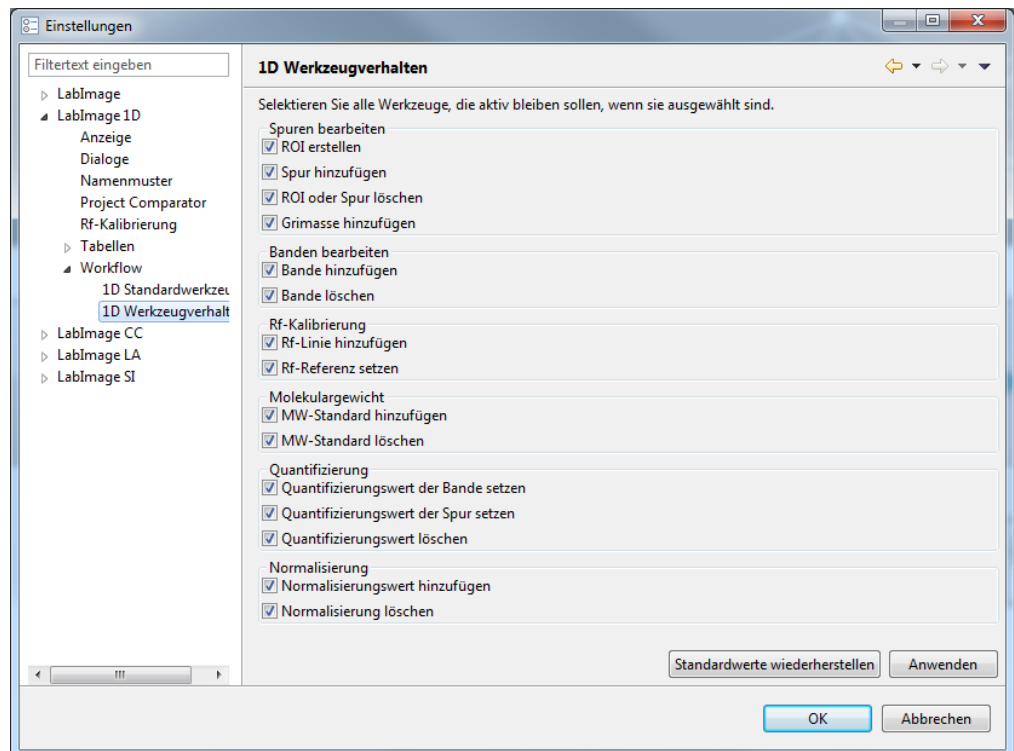 Einstellungen
Filtertext eingeben
LabImage
LabImage 1D
Anzeige
Dialoge
Namenmuster
Project Comparator
Rf-Kalibrierung
Tabellen
Workflow
1D Standardwerkzeu
1D Werkzeugverhalt
LabImage CC
LabImage LA
LabImage SI
1D Werkzeugverhalten
Selektieren Sie alle Werkzeuge, die aktiv bleiben sollen, wenn sie ausgewählt sind.
Spuren bearbeiten
ROI erstellen
Spur hinzufügen
ROI oder Spur löschen
Grimasse hinzufügen
Banden bearbeiten
Bande hinzufügen
Bande löschen
Rf-Kalibrierung
Rf-Linie hinzufügen
Rf-Referenz setzen
Molekulargewicht
MW-Standard hinzufügen
MW-Standard löschen
Quantifizierung
Quantifizierungswert der Bande setzen
Quantifizierungswert der Spur setzen
Quantifizierungswert löschen
Normalisierung
Normalisierungswert hinzufügen
Normalisierung löschen
Standardwerte wiederherstellen Anwenden
OK Abbrechen